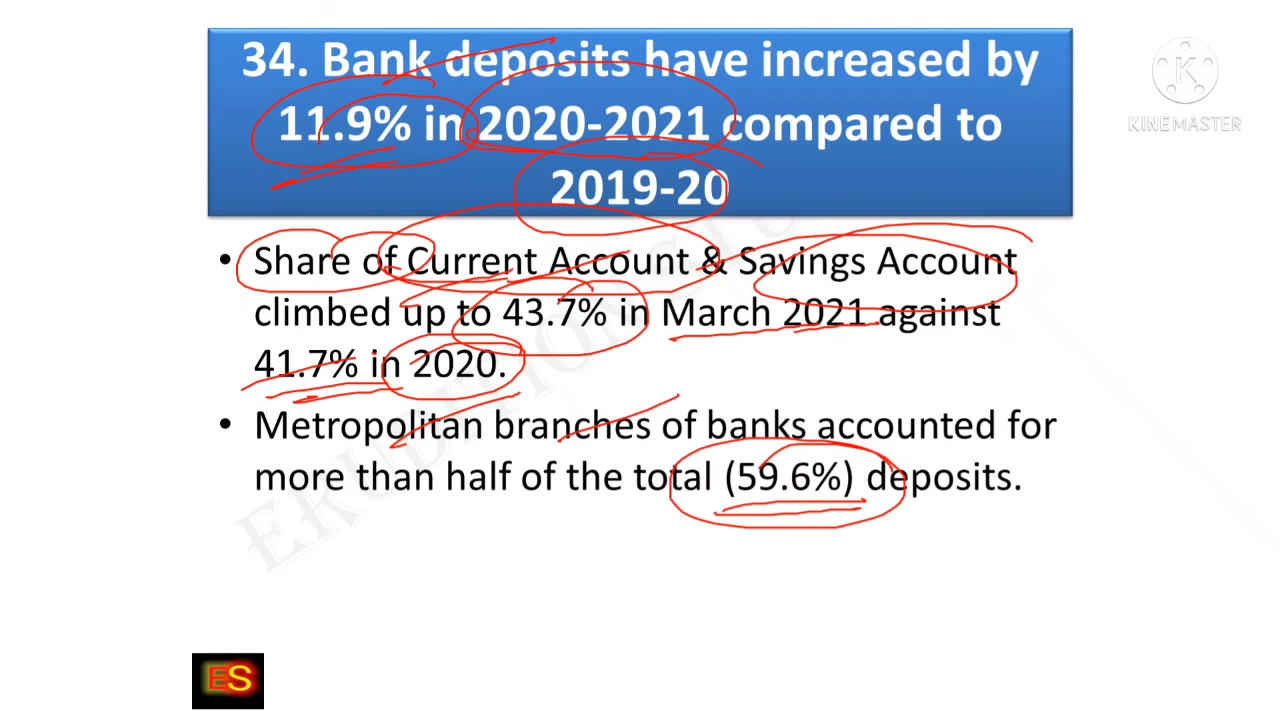 34. Bank deposits have increased by
11.9% in 2020-2021 compared to
2019-20
KINEMASTER
• Share of Current Account & Savings Account
climbed up to 43.7% in March 2021 against
41.7% in 2020.
• Metropolitan branches of banks accounted for
more than half of the total (59.6%) deposits.
ERUDITION
ES